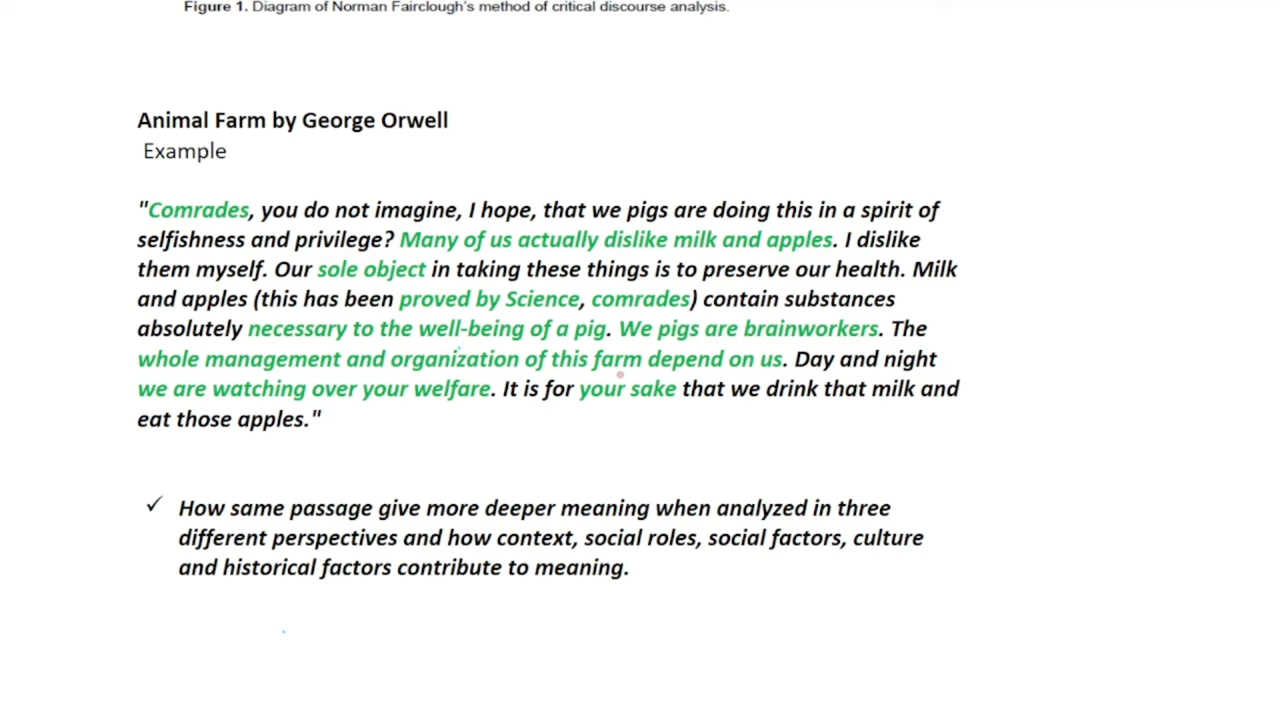 Figure 1. Diagram of Norman Fairclough's method of critical discourse analysis.
Animal Farm by George Orwell
Example
"Comrades, you do not imagine, I hope, that we pigs are doing this in a spirit of
selfishness and privilege? Many of us actually dislike milk and apples. I dislike
them myself. Our sole object in taking these things is to preserve our health. Milk
and apples (this has been proved by Science, comrades) contain substances
absolutely necessary to the well-being of a pig. We pigs are brainworkers. The
whole management and organization of this farm depend on us. Day and night
we are watching over your welfare. It is for your sake that we drink that milk and
eat those apples."
✓ How same passage give more deeper meaning when analyzed in three
different perspectives and how context, social roles, social factors, culture
and historical factors contribute to meaning.